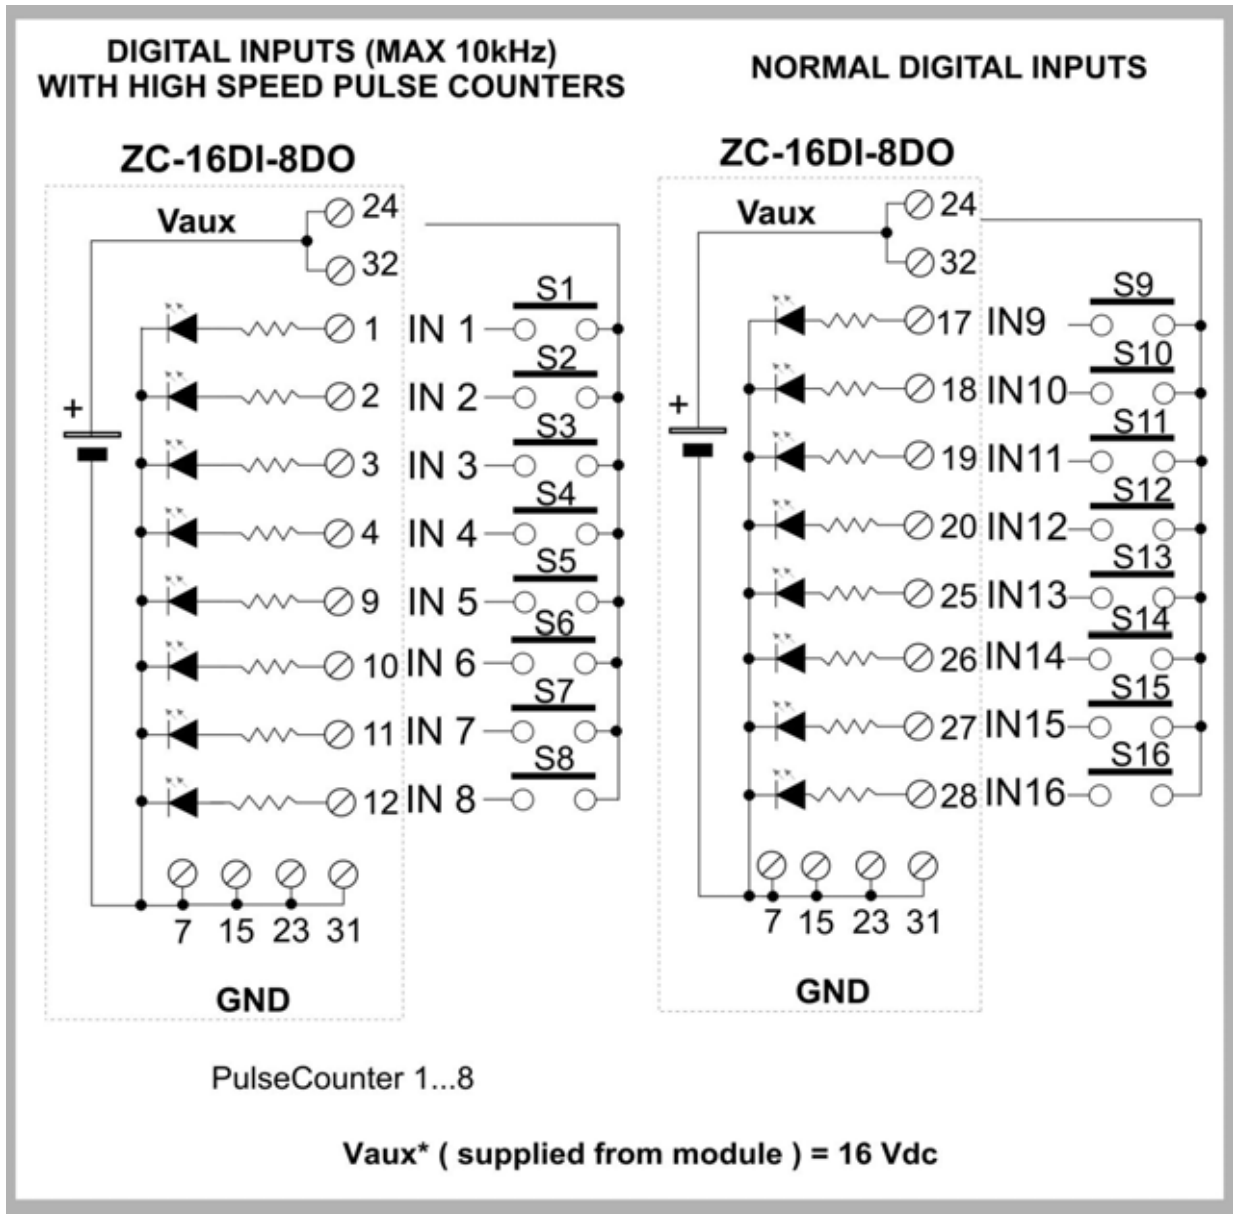 DIGITAL INPUTS (MAX 10kHz)
WITH HIGH SPEED PULSE COUNTERS
ZC-16DI-8DO
Vaux
24
32
S1
1 IN 1
S2
2 IN 2
S3
3 IN 3
S4
4 IN 4
S5
9 IN 5
S6
10 IN 6
S7
11 IN 7
S8
12 IN 8
+
7 15 23 31
GND
PulseCounter 1...8
NORMAL DIGITAL INPUTS
ZC-16DI-8DO
Vaux
24
32
S9
17 IN9
S10
18 IN10
S11
19 IN11
S12
20 IN12
S13
25 IN13
S14
26 IN14
S15
27 IN15
S16
28 IN16
+
7 15 23 31
GND
Vaux* ( supplied from module ) = 16 Vdc